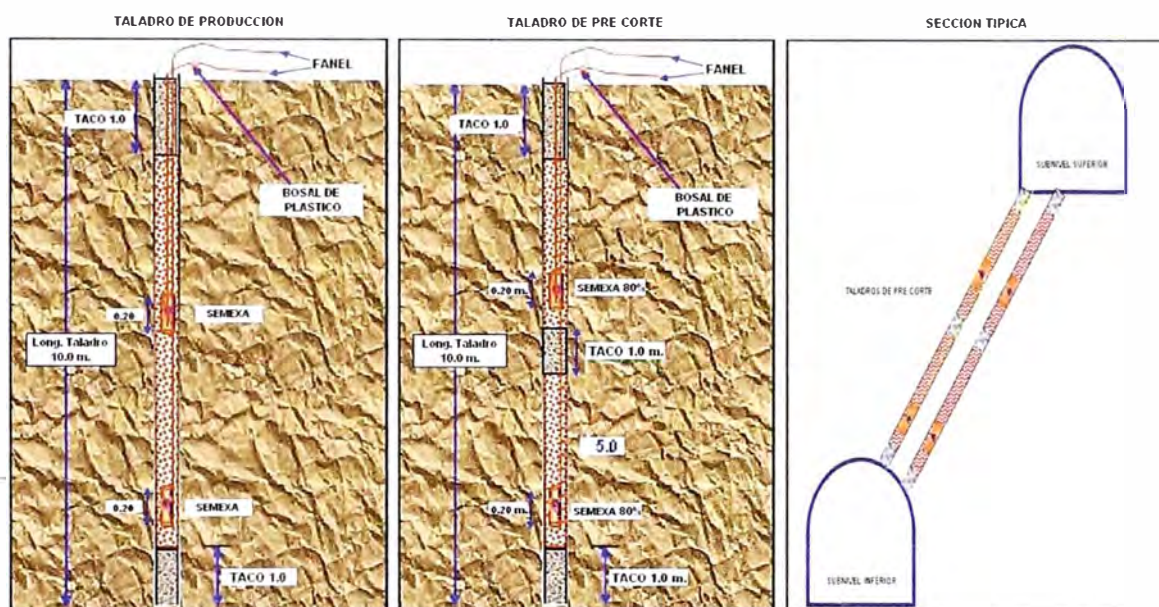 TALADRO DE PRODUCCION
FANEL
TACO 1.0
BOSAL DE
PLASTICO
0.20
SEMEXA
Long. Taladro
10.0 m.
0.20
SEMEXA
TACO 1.0
TALADRO DE PRE CORTE
FANEL
TACO 1.0
BOSAL DE
PLASTICO
0.20 m.
SEMEXA 80%
Long. Taladro
10.0 m.
TACO 1.0 m.
5.0
0.20 m.
SEMEXA 80%
TACO 1.0 m.
SECCION TIPICA
SUBNIVEL SUPERIOR
TALADROS DE PRE CORTE
SUBNIVEL INFERIOR